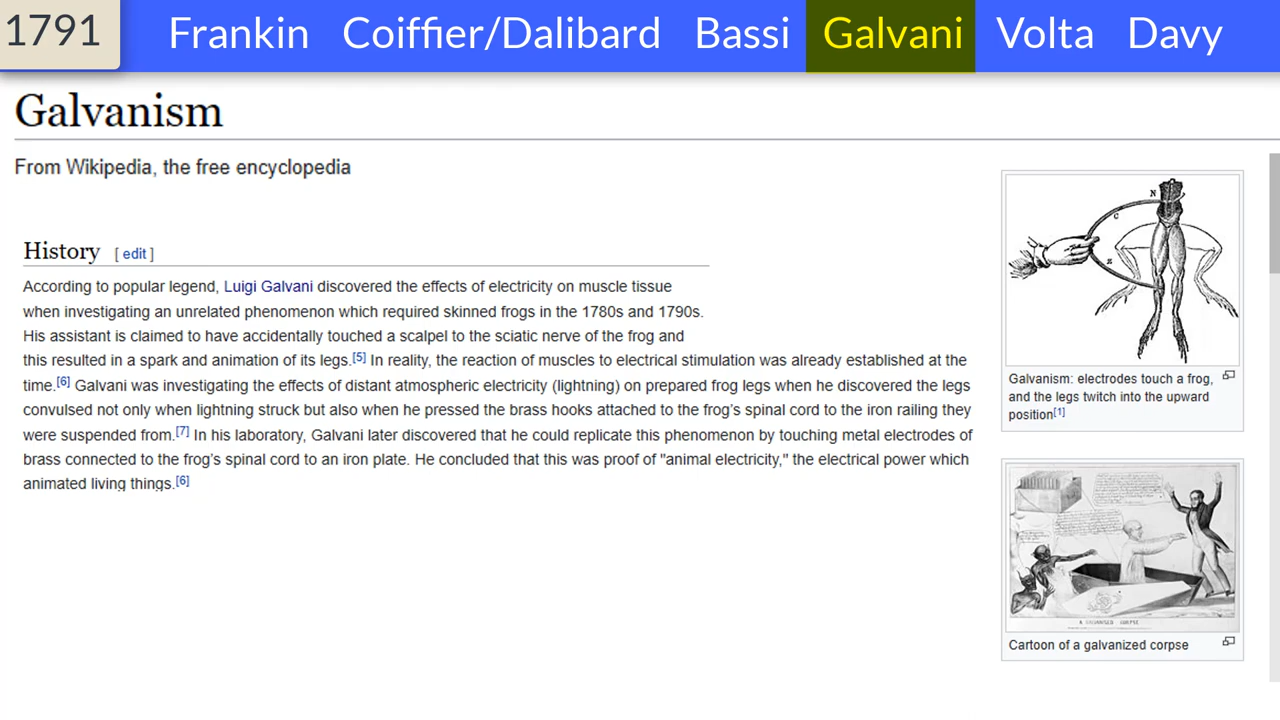 1791 Frankin Coiffier/Dalibard Bassi Galvani Volta Davy
Galvanism
From Wikipedia, the free encyclopedia
History [ edit ]
According to popular legend, Luigi Galvani discovered the effects of electricity on muscle tissue
when investigating an unrelated phenomenon which required skinned frogs in the 1780s and 1790s.
His assistant is claimed to have accidentally touched a scalpel to the sciatic nerve of the frog and
this resulted in a spark and animation of its legs.[5] In reality, the reaction of muscles to electrical stimulation was already established at the
time.[6] Galvani was investigating the effects of distant atmospheric electricity (lightning) on prepared frog legs when he discovered the legs
convulsed not only when lightning struck but also when he pressed the brass hooks attached to the frog's spinal cord to the iron railing they
were suspended from.[7] In his laboratory, Galvani later discovered that he could replicate this phenomenon by touching metal electrodes of
brass connected to the frog's spinal cord to an iron plate. He concluded that this was proof of "animal electricity," the electrical power which
animated living things.[6]
N
C
Z
Galvanism: electrodes touch a frog,
and the legs twitch into the upward
position[1]
A GALVANISED CORPSE
Cartoon of a galvanized corpse